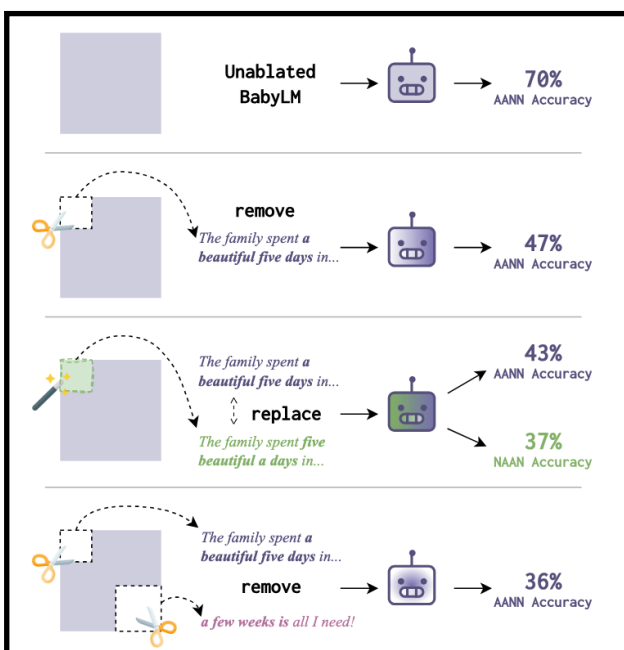 Unablated
BabyLM
70%
AANN Accuracy
remove
The family spent a
beautiful five days in...
47%
AANN Accuracy
The family spent a
beautiful five days in...
replace
The family spent five
beautiful a days in...
43%
AANN Accuracy
37%
NAAN Accuracy
The family spent a
beautiful five days in...
remove
a few weeks is all I need!
36%
AANN Accuracy